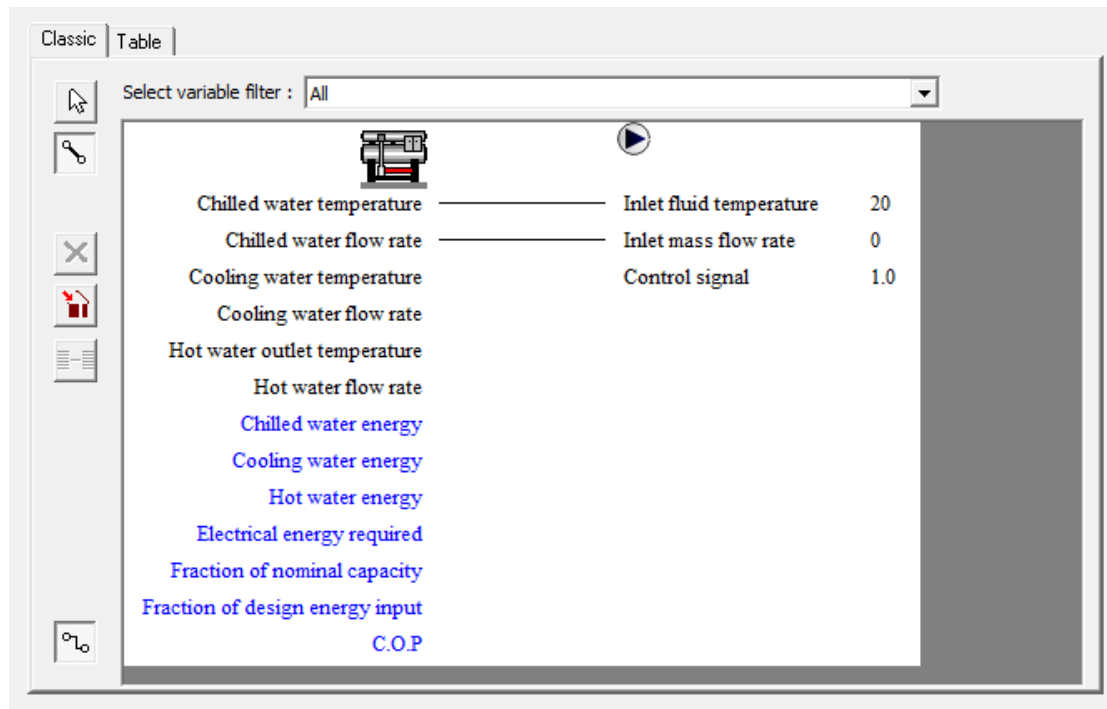 Classic Table
Select variable filter : All
Chilled water temperature Inlet fluid temperature 20
Chilled water flow rate Inlet mass flow rate 0
Cooling water temperature Control signal 1.0
Cooling water flow rate
Hot water outlet temperature
Hot water flow rate
Chilled water energy
Cooling water energy
Hot water energy
Electrical energy required
Fraction of nominal capacity
Fraction of design energy input
C.O.P